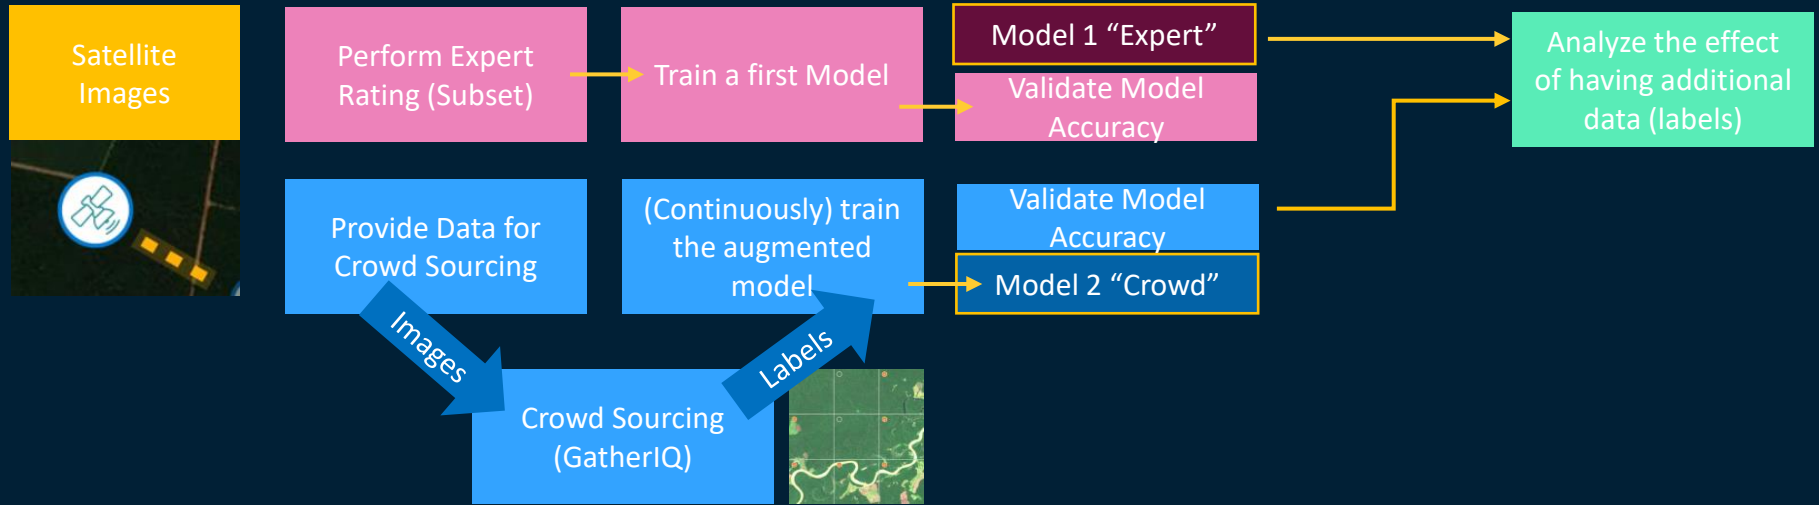 Satellite
Images
Perform Expert
Rating (Subset)
Train a first Model
Model 1 “Expert”
Validate Model
Accuracy
Analyze the effect
of having additional
data (labels)
Provide Data for
Crowd Sourcing
(Continuously) train
the augmented
model
Validate Model
Accuracy
Model 2 “Crowd”
Images
Labels
Crowd Sourcing
(GatherIQ)